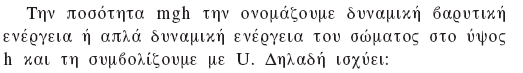 Την ποσότητα mgh την ονομάζουμε δυναμική βαρυτική
ενέργεια ή απλά δυναμική ενέργεια του σώματος στο ύψος
h και τη συμβολίζουμε με U. Δηλαδή ισχύει: